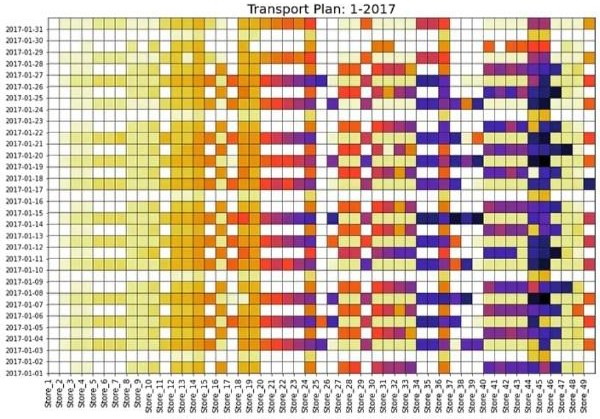 Transport Plan: 1-2017
2017-01-31
2017-01-30
2017-01-29
2017-01-28
2017-01-27
2017-01-26
2017-01-25
2017-01-24
2017-01-23
2017-01-22
2017-01-21
2017-01-20
2017-01-19
2017-01-18
2017-01-17
2017-01-16
2017-01-15
2017-01-14
2017-01-13
2017-01-12
2017-01-11
2017-01-10
2017-01-09
2017-01-08
2017-01-07
2017-01-06
2017-01-05
2017-01-04
2017-01-03
2017-01-02
2017-01-01
Store_1
Store_2
Store_3
Store_4
Store_5
Store_6
Store_7
Store_8
Store_9
Store_10
Store_11
Store_12
Store_13
Store_14
Store_15
Store_16
Store_17
Store_18
Store_19
Store_20
Store_21
Store_22
Store_23
Store_24
Store_25
Store_26
Store_27
Store_28
Store_29
Store_30
Store_31
Store_32
Store_33
Store_34
Store_35
Store_36
Store_37
Store_38
Store_39
Store_40
Store_41
Store_42
Store_43
Store_44
Store_45
Store_46
Store_47
Store_48
Store_49